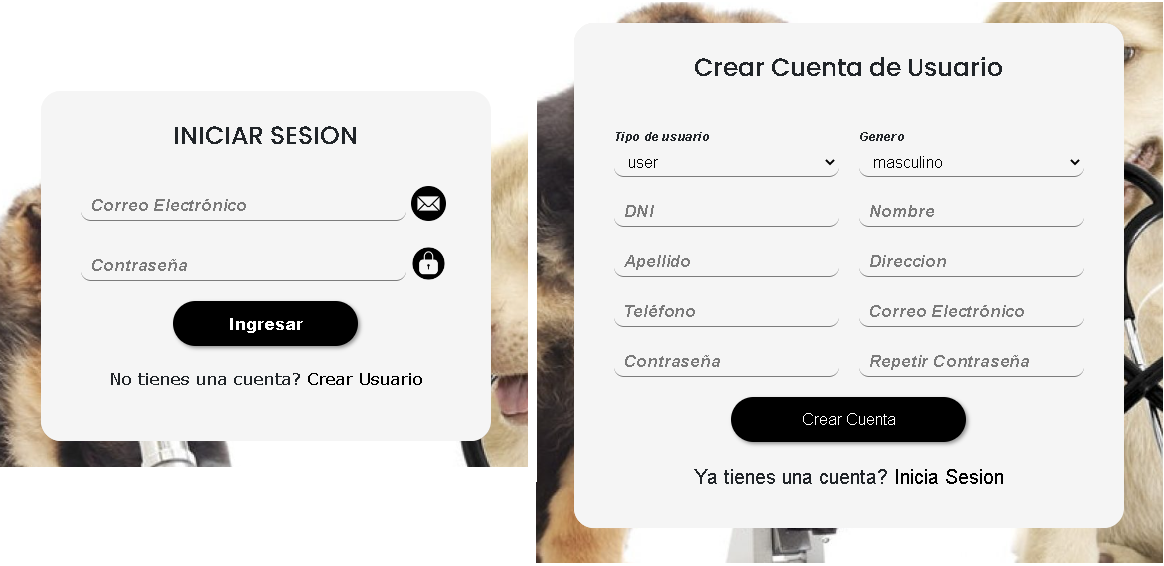 INICIAR SESION
Correo Electrónico
Contraseña
Ingresar
No tienes una cuenta? Crear Usuario
Crear Cuenta de Usuario
Tipo de usuario
Genero
user
masculino
DNI
Nombre
Apellido
Direccion
Teléfono
Correo Electrónico
Contraseña
Repetir Contraseña
Crear Cuenta
Ya tienes una cuenta? Inicia Sesion